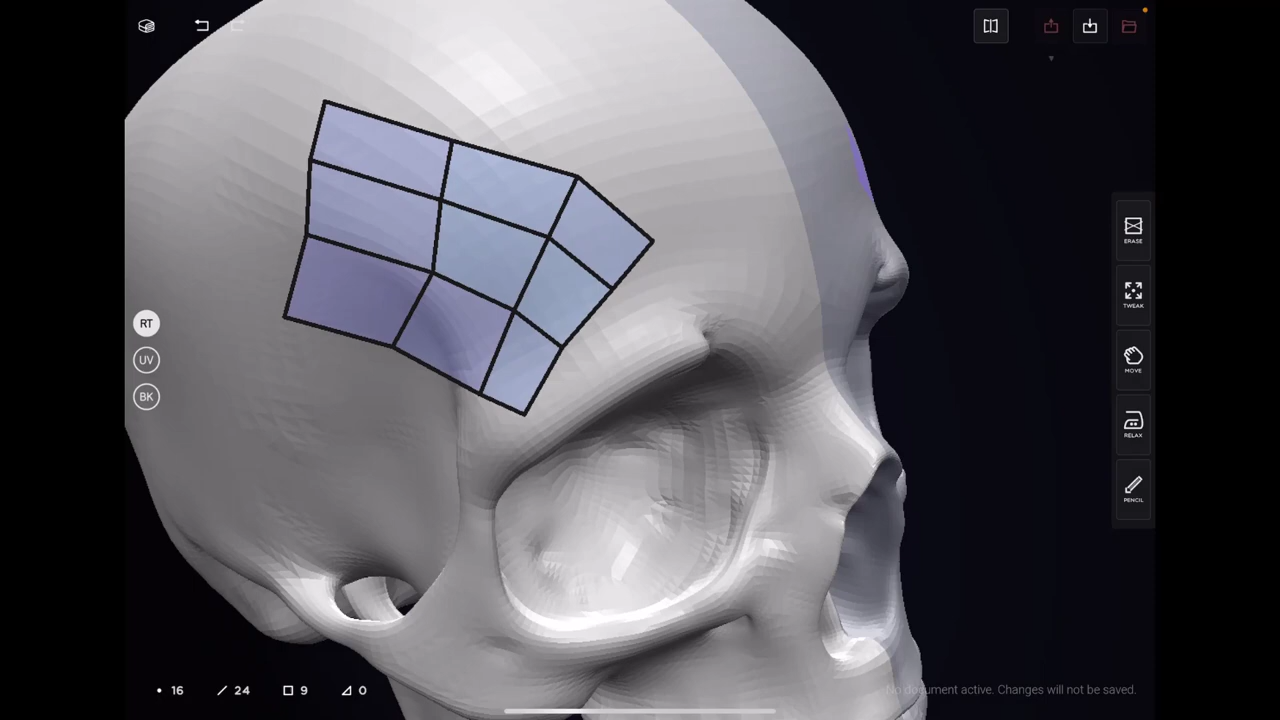 RT
UV
BK
ERASE
TWEAK
MOVE
RELAX
PENCIL
16 24 9 0
No document active. Changes will not be saved.